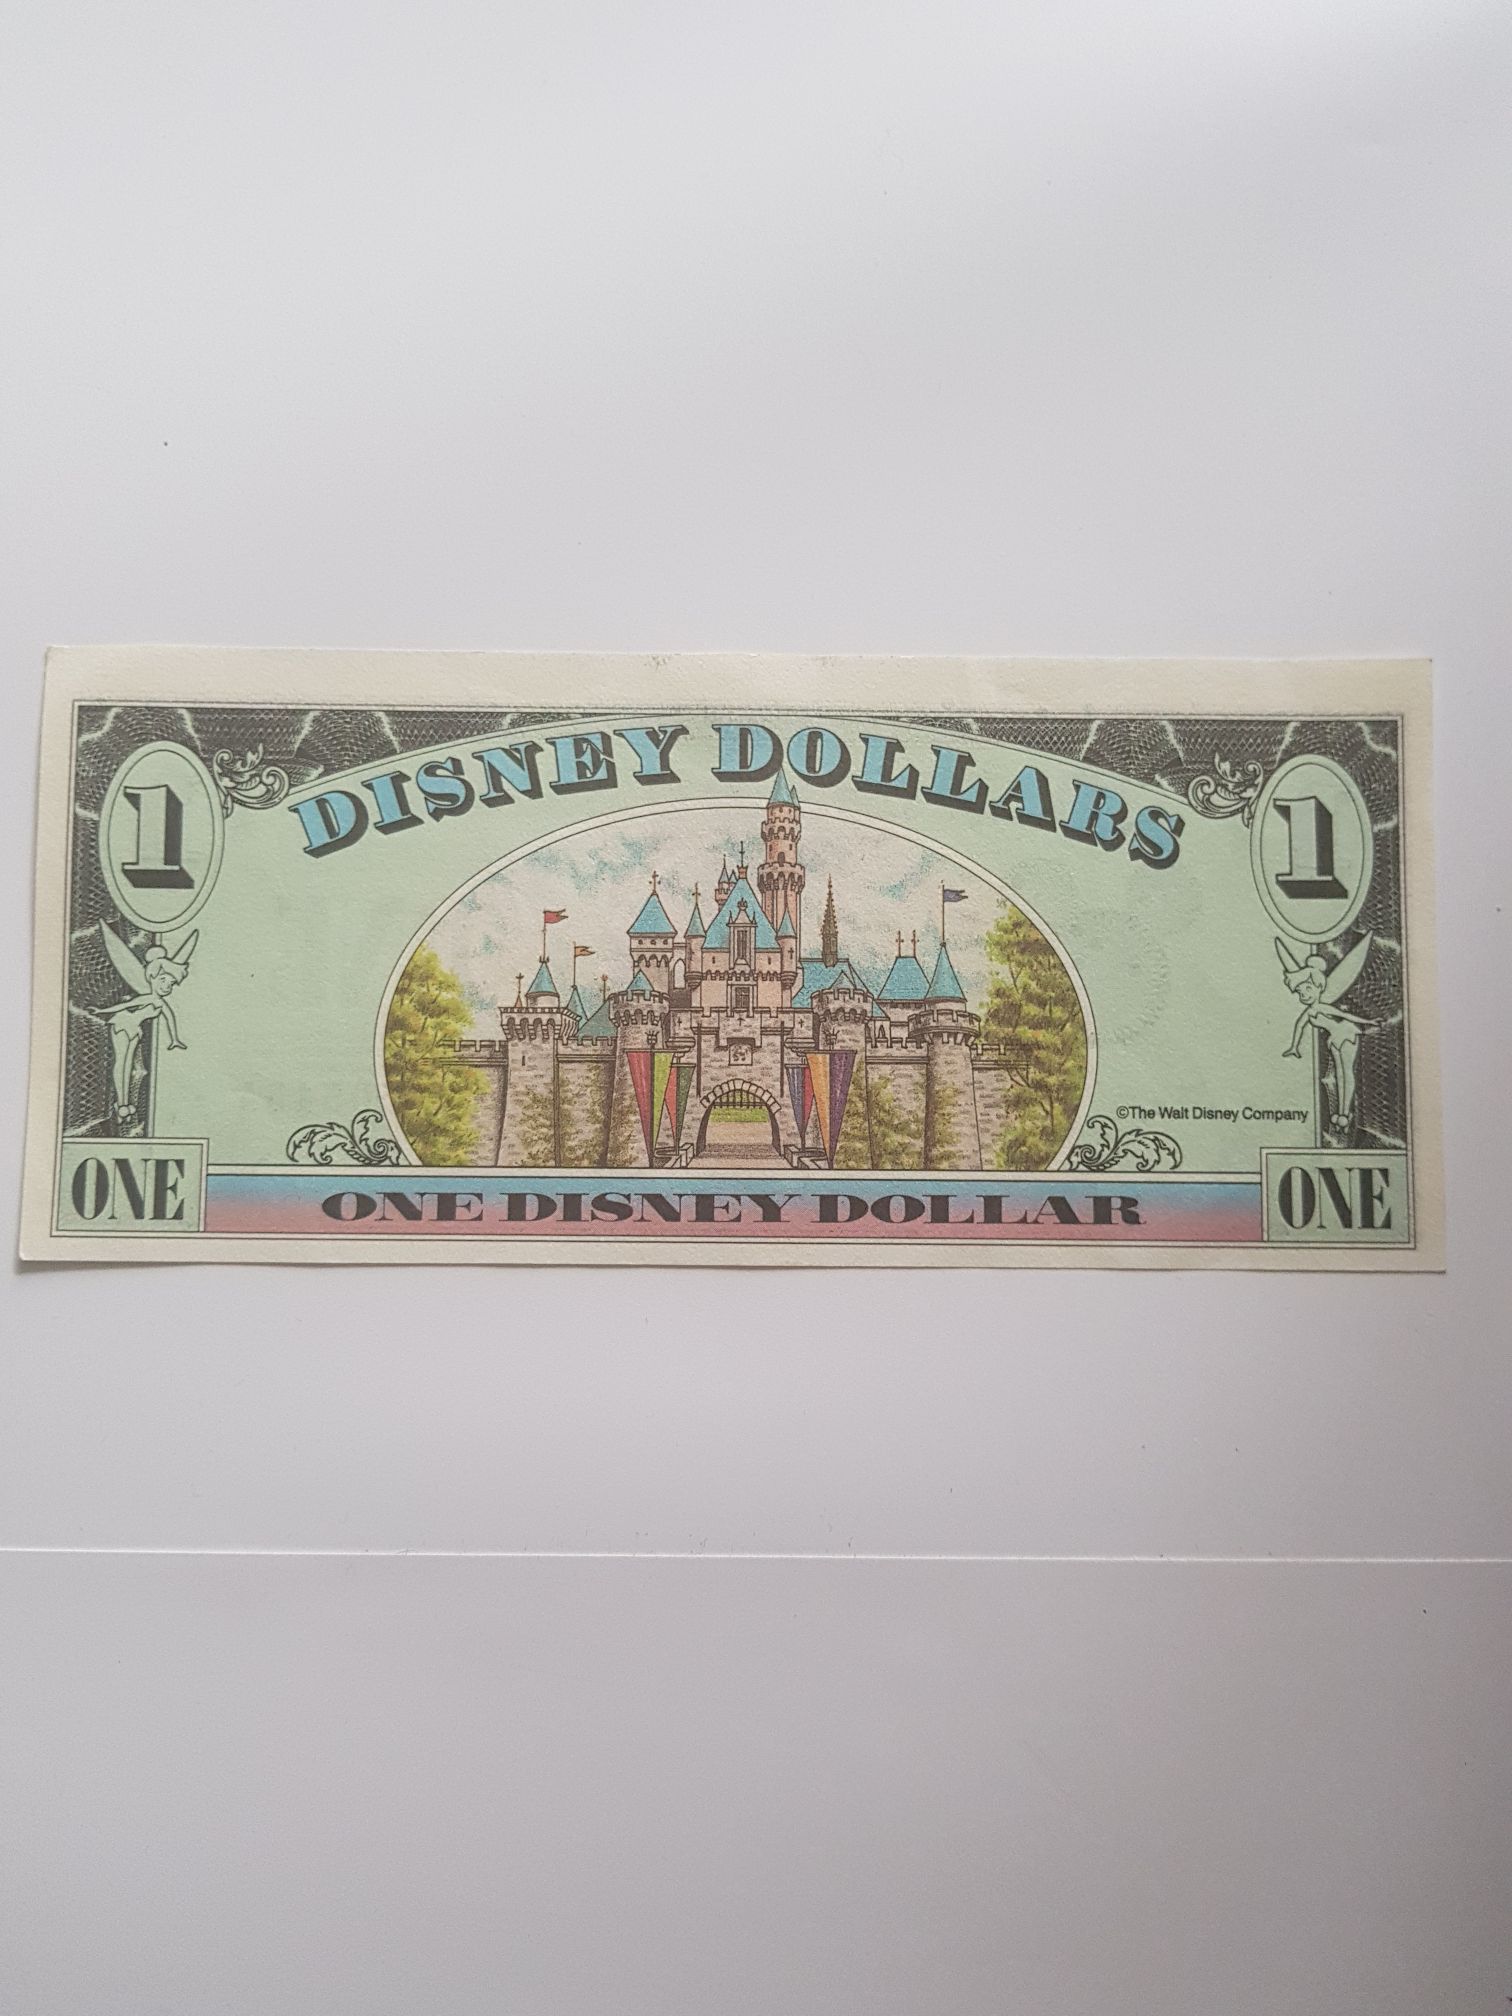 DISNEY DOLLARS
1 1
©The Walt Disney Company
ONE ONE DISNEY DOLLAR ONE